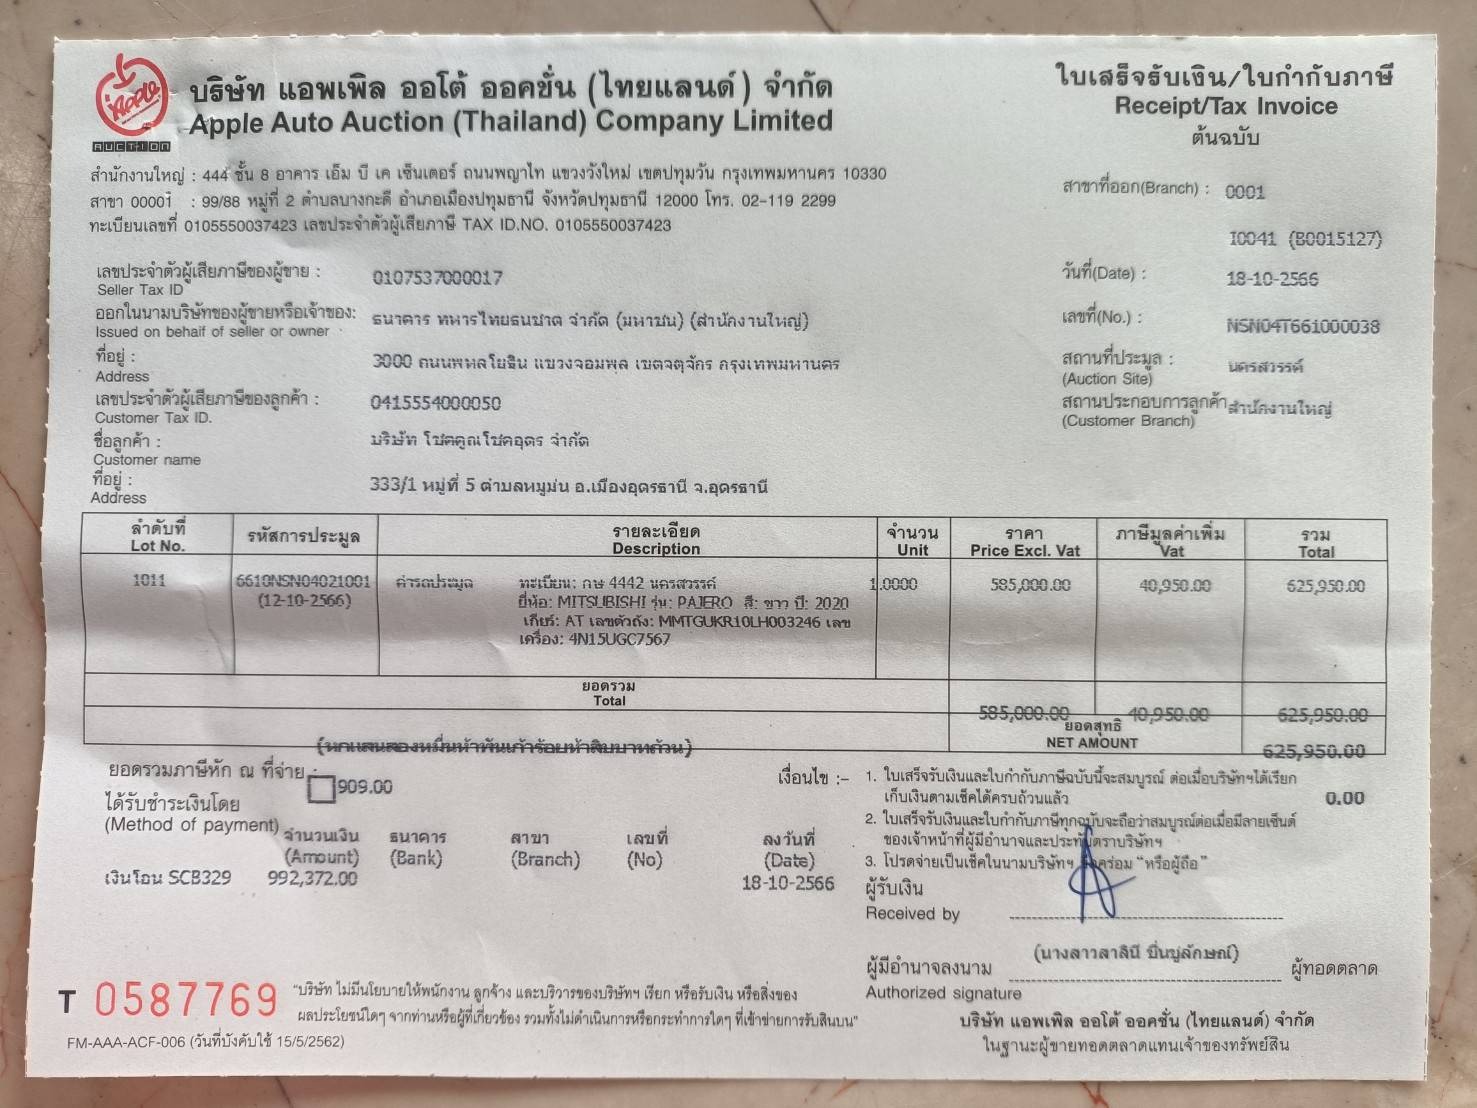 Apple
AUCTION
บริษัท แอพเพิล ออโต้ ออคชั่น (ไทยแลนด์) จำกัด
Apple Auto Auction (Thailand) Company Limited
ใบเสร็จรับเงิน/ใบกำกับภาษี
Receipt/Tax Invoice
ต้นฉบับ
สำนักงานใหญ่ : 444 ชั้น 8 อาคาร เอ็ม บี เค เซ็นเตอร์ ถนนพญาไท แขวงวังใหม่ เขตปทุมวัน กรุงเทพมหานคร 10330
สาขา 00001 : 99/88 หมู่ที่ 2 ตำบลบางกะดี อำเภอเมืองปทุมธานี จังหวัดปทุมธานี 12000 โทร. 02-119 2299
ทะเบียนเลขที่ 0105550037423 เลขประจำตัวผู้เสียภาษี TAX ID.NO. 0105550037423
สาขาที่ออก(Branch) : 0001
I0041 (B0015127)
เลขประจำตัวผู้เสียภาษีของผู้ขาย : 0107537000017
Seller Tax ID
วันที่(Date) : 18-10-2566
ออกในนามบริษัทของผู้ขายหรือเจ้าของ: ธนาคาร ทหารไทยธนชาต จำกัด (มหาชน) (สำนักงานใหญ่)
Issued on behalf of seller or owner
เลขที่(No.) : NSN04T661000038
ที่อยู่ : 3000 ถนนพหลโยธิน แขวงจอมพล เขตจตุจักร กรุงเทพมหานคร
Address
สถานที่ประมูล : นครสวรรค์
(Auction Site)
เลขประจำตัวผู้เสียภาษีของลูกค้า : 0415554000050
Customer Tax ID.
สถานประกอบการลูกค้า สำนักงานใหญ่
(Customer Branch)
ชื่อลูกค้า : บริษัท โชคคูณโชคอุดร จำกัด
Customer name
ที่อยู่ : 333/1 หมู่ที่ 5 ตำบลหมูม่น อ.เมืองอุดรธานี จ.อุดรธานี
Address
ลำดับที่ รหัสการประมูล รายละเอียด จำนวน ราคา ภาษีมูลค่าเพิ่ม รวม
Lot No. Description Unit Price Excl. Vat Vat Total
1011 6610NSN04021001 ค่ารถประมูล ทะเบียน: กษ 4442 นครสวรรค์ 1.0000 585,000.00 40,950.00 625,950.00
(12-10-2566) ยี่ห้อ: MITSUBISHI รุ่น: PAJERO สี: ขาว ปี: 2020
เกียร์: AT เลขตัวถัง: MMTGUKR10LH003246 เลข
เครื่อง: 4N15UGC7567
ยอดรวม
Total 585,000.00 40,950.00 625,950.00
ยอดสุทธิ
NET AMOUNT 625,950.00
(หกแสนสองหมื่นห้าพันเก้าร้อยห้าสิบบาทถ้วน)
ยอดรวมภาษีหัก ณ ที่จ่าย : 909.00
ได้รับชำระเงินโดย
(Method of payment)
จำนวนเงิน ธนาคาร สาขา เลขที่ ลงวันที่
(Amount) (Bank) (Branch) (No) (Date)
เงินโอน SCB329 992,372.00 18-10-2566
เงื่อนไข :- 1. ใบเสร็จรับเงินและใบกำกับภาษีฉบับนี้จะสมบูรณ์ ต่อเมื่อบริษัทฯได้เรียก
เก็บเงินตามเช็คได้ครบถ้วนแล้ว 0.00
2. ใบเสร็จรับเงินและใบกำกับภาษีทุกฉบับจะถือว่าสมบูรณ์ต่อเมื่อมีลายเซ็นต์
ของเจ้าหน้าที่ผู้มีอำนาจและประทับตราบริษัทฯ
3. โปรดจ่ายเป็นเช็คในนามบริษัทฯ ขีดคร่อม "หรือผู้ถือ"
ผู้รับเงิน
Received by
(นางสาวสาลินี ปิ่นขูลักษณ์)
ผู้มีอำนาจลงนาม ผู้ทอดตลาด
Authorized signature
T 0587769
"บริษัท ไม่มีนโยบายให้พนักงาน ลูกจ้าง และบริวารของบริษัทฯ เรียก หรือรับเงิน หรือสิ่งของ
ผลประโยชน์ใดๆ จากท่านหรือผู้ที่เกี่ยวข้อง รวมทั้งไม่ดำเนินการหรือกระทำการใดๆ ที่เข้าข่ายการรับสินบน"
บริษัท แอพเพิล ออโต้ ออคชั่น (ไทยแลนด์) จำกัด
ในฐานะผู้ขายทอดตลาดแทนเจ้าของทรัพย์สิน
FM-AAA-ACF-006 (วันที่บังคับใช้ 15/5/2562)